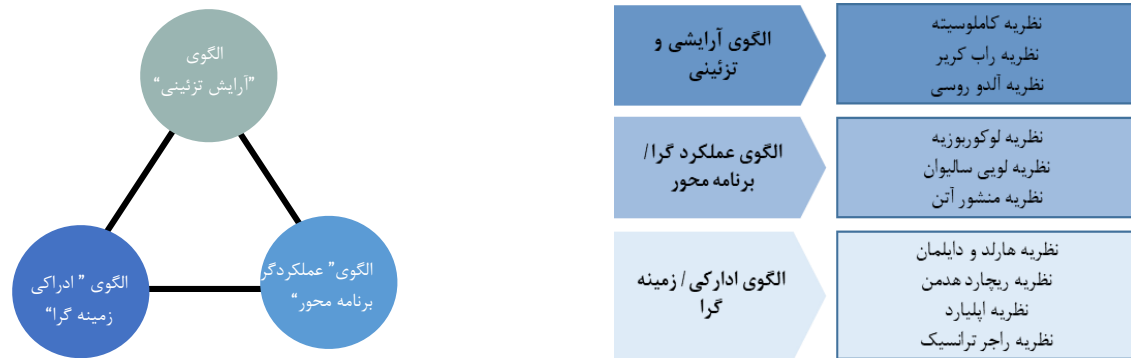 الگوی آرایشی و
تزئینی
نظریه کاملوسیته
نظریه راب کریر
نظریه آلدو روسی
الگوی عملکرد گرا /
برنامه محور
نظریه لوکوربوزیه
نظریه لویی سالیوان
نظریه منشور آتن
الگوی ادارکی / زمینه
گرا
نظریه هارلد و دایلمان
نظریه ریچارد هدمن
نظریه اپلیارد
نظریه راجر ترانسیک
الگوی
"آرایش تزئینی"
الگوی" عملکردگر
برنامه محور"
الگوی " ادراکی
زمینه گرا"